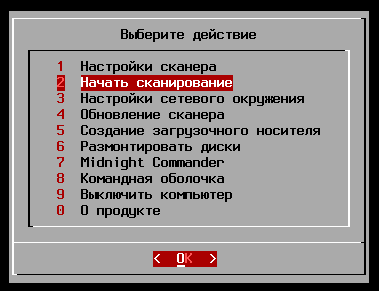 Выберите действие
1 Настройки сканера
2 Начать сканирование
3 Настройки сетевого окружения
4 Обновление сканера
5 Создание загрузочного носителя
6 Размонтировать диски
7 Midnight Commander
8 Командная оболочка
9 Выключить компьютер
0 О продукте
< OK >